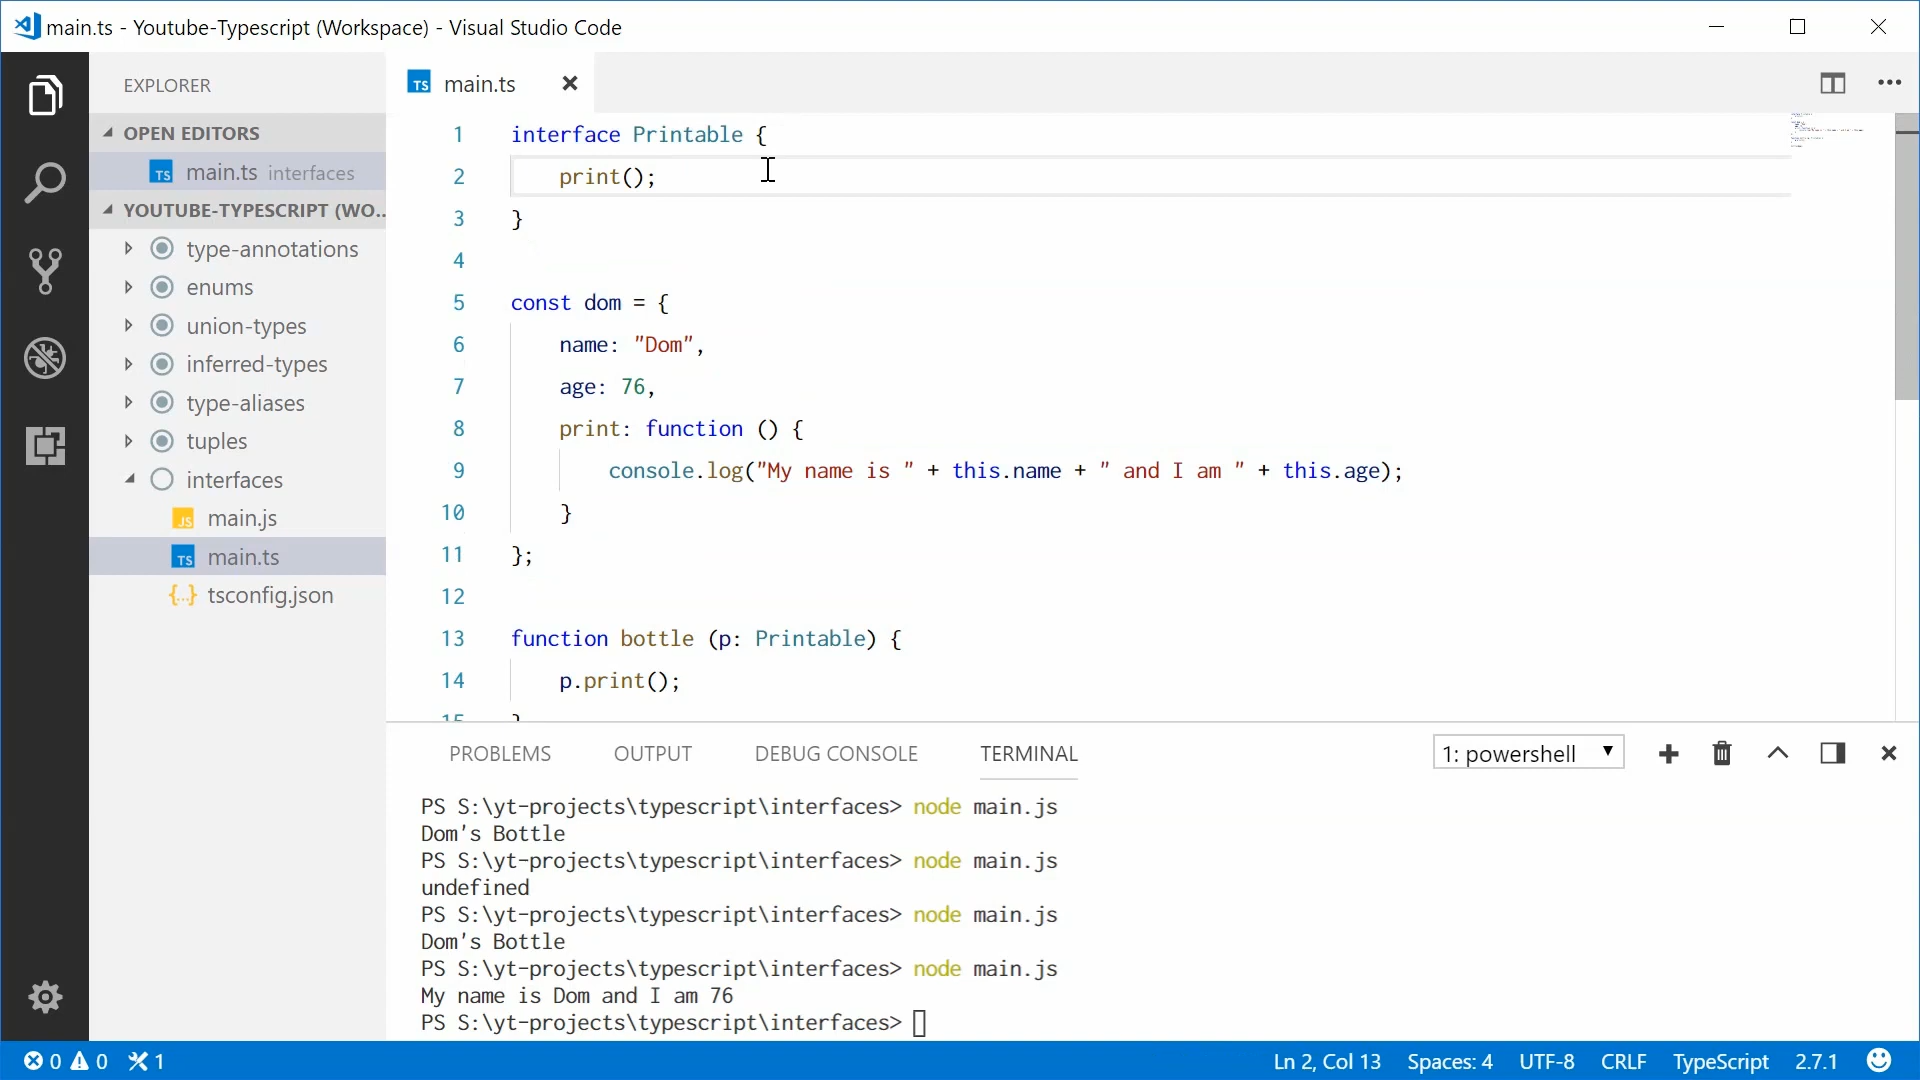 main.ts - Youtube-Typescript (Workspace) - Visual Studio Code
EXPLORER
OPEN EDITORS
TS main.ts interfaces
YOUTUBE-TYPESCRIPT (WO..
type-annotations
enums
union-types
inferred-types
type-aliases
tuples
interfaces
JS main.js
TS main.ts
{..} tsconfig.json
TS main.ts
1 interface Printable {
2 print();
3 }
4
5 const dom = {
6 name: "Dom",
7 age: 76,
8 print: function () {
9 console.log("My name is " + this.name + " and I am " + this.age);
10 }
11 };
12
13 function bottle (p: Printable) {
14 p.print();
15 }
PROBLEMS OUTPUT DEBUG CONSOLE TERMINAL 1: powershell
PS S:\yt-projects\typescript\interfaces> node main.js
Dom's Bottle
PS S:\yt-projects\typescript\interfaces> node main.js
undefined
PS S:\yt-projects\typescript\interfaces> node main.js
Dom's Bottle
PS S:\yt-projects\typescript\interfaces> node main.js
My name is Dom and I am 76
PS S:\yt-projects\typescript\interfaces>
0 0 1 Ln 2, Col 13 Spaces: 4 UTF-8 CRLF TypeScript 2.7.1